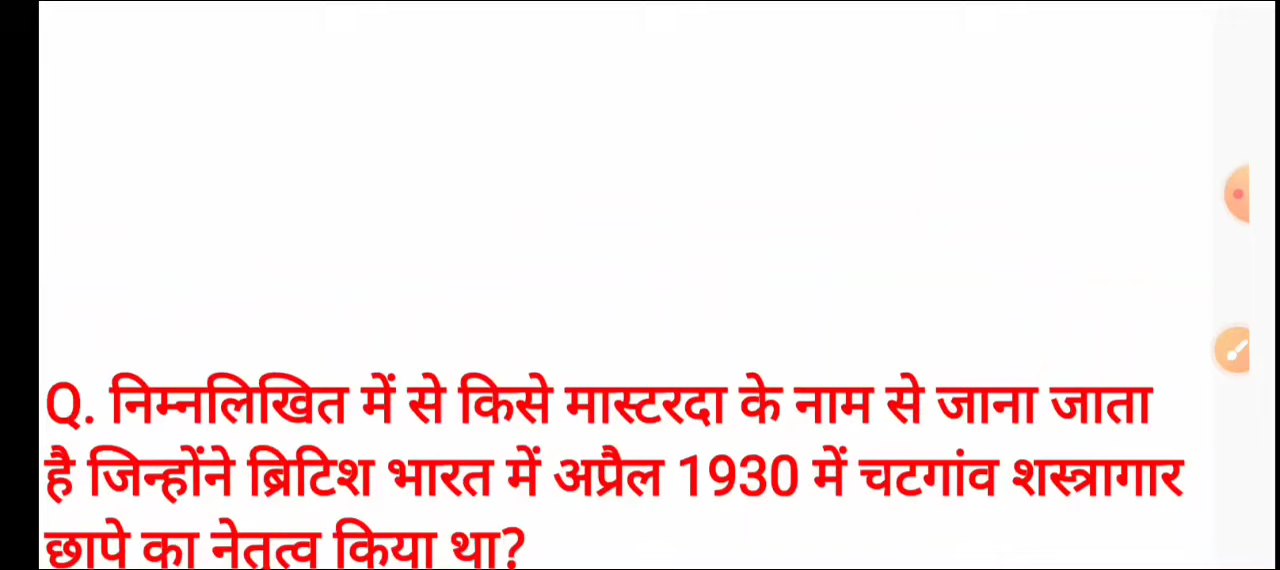 Q. निम्नलिखित में से किसे मास्टरदा के नाम से जाना जाता
है जिन्होंने ब्रिटिश भारत में अप्रैल 1930 में चटगांव शस्त्रागार
छापे का नेतृत्व किया था?